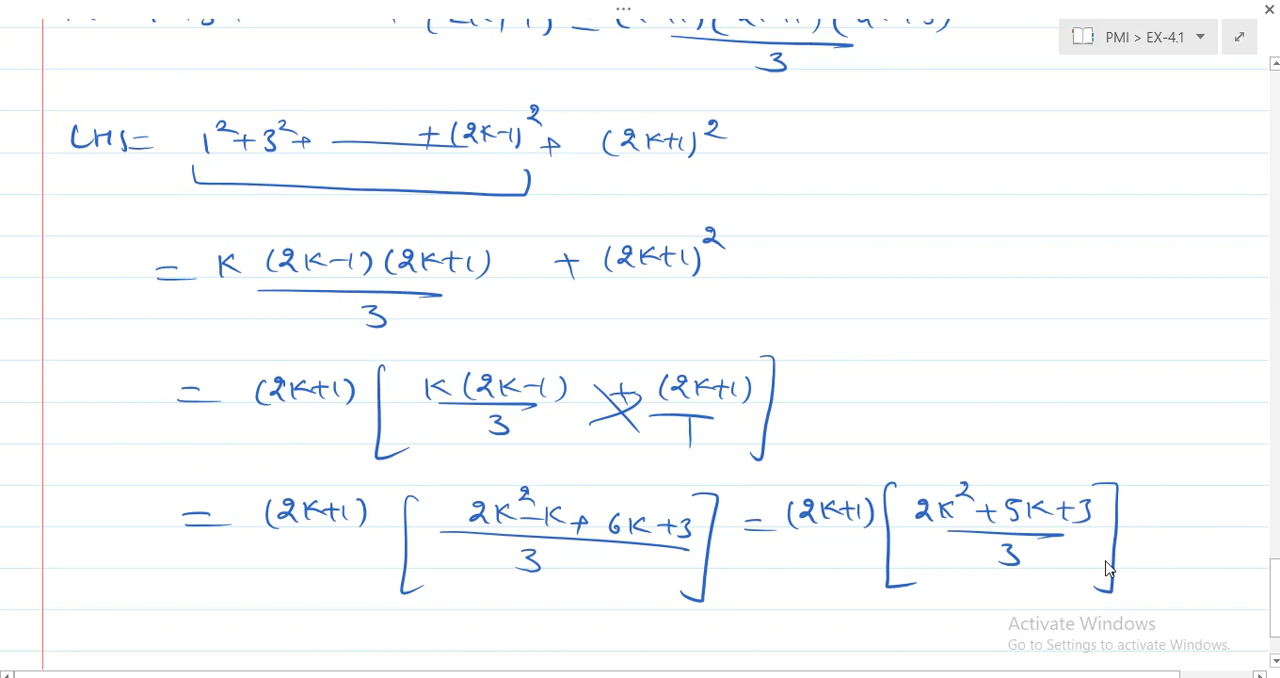 PMI > EX-4.1
3
LHS = 1² + 3² + ——— + (2K-1)² + (2K+1)²
= K (2K-1) (2K+1) / 3 + (2K+1)²
= (2K+1) [ K (2K-1) / 3 + (2K+1) / 1 ]
= (2K+1) [ 2K² - K + 6K + 3 / 3 ] = (2K+1) [ 2K² + 5K + 3 / 3 ]
Activate Windows
Go to Settings to activate Windows.